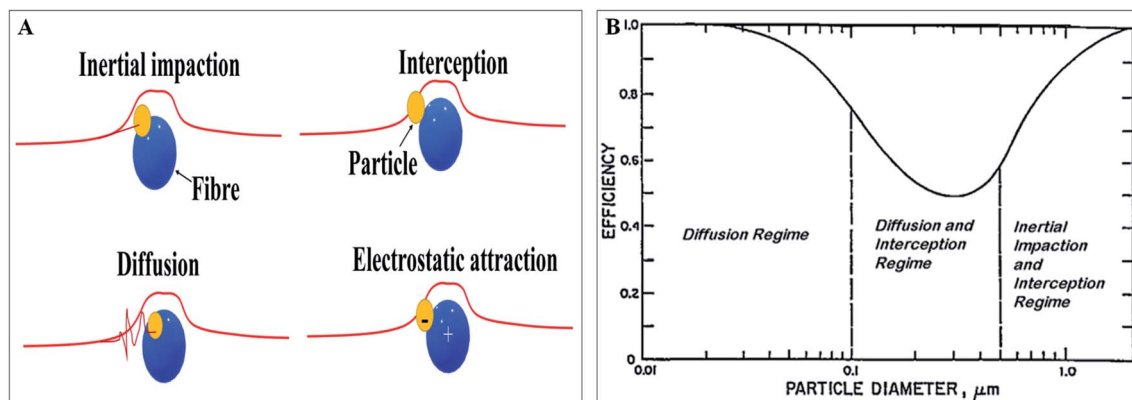 A
Inertial impaction
Fibre
Interception
Particle
Diffusion
Electrostatic attraction
-
+
B
EFFICIENCY
1.0
0.8
0.6
0.4
0.2
0
Diffusion Regime
Diffusion and
Interception
Regime
Inertial
Impaction
and
Interception
Regime
0.01
0.1
1.0
PARTICLE DIAMETER, μm